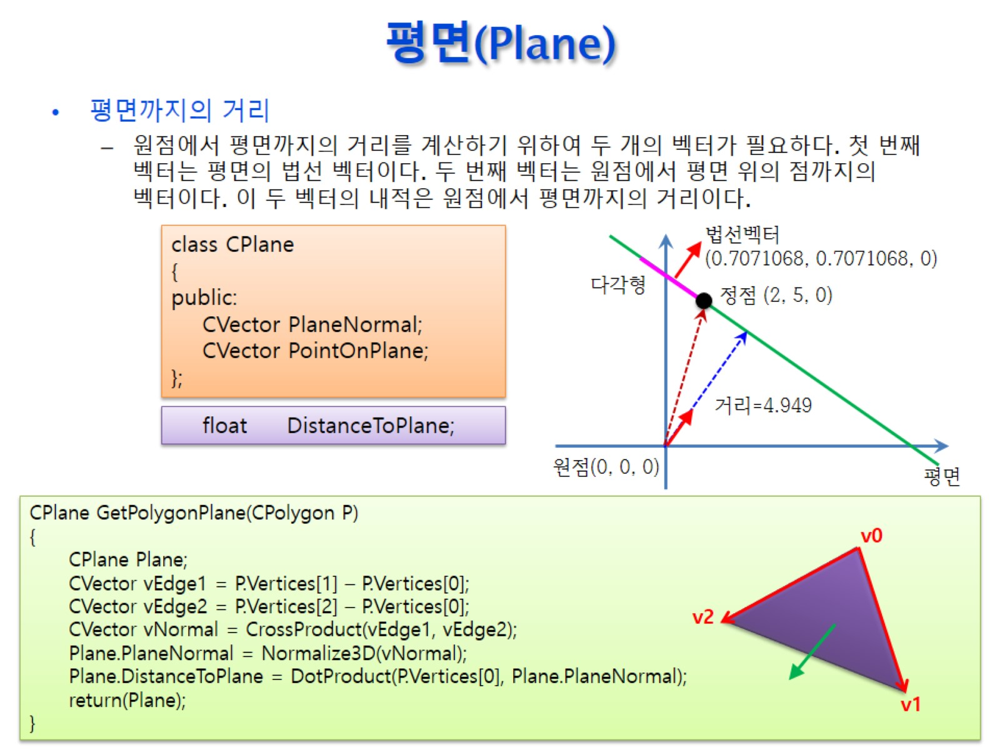 평면(Plane)
• 평면까지의 거리
– 원점에서 평면까지의 거리를 계산하기 위하여 두 개의 벡터가 필요하다. 첫 번째
벡터는 평면의 법선 벡터이다. 두 번째 벡터는 원점에서 평면 위의 점까지의
벡터이다. 이 두 벡터의 내적은 원점에서 평면까지의 거리이다.
class CPlane
{
public:
CVector PlaneNormal;
CVector PointOnPlane;
};
float DistanceToPlane;
법선벡터
(0.7071068, 0.7071068, 0)
다각형
정점 (2, 5, 0)
거리=4.949
원점(0, 0, 0)
평면
CPlane GetPolygonPlane(CPolygon P)
{
CPlane Plane;
CVector vEdge1 = P.Vertices[1] – P.Vertices[0];
CVector vEdge2 = P.Vertices[2] – P.Vertices[0];
CVector vNormal = CrossProduct(vEdge1, vEdge2);
Plane.PlaneNormal = Normalize3D(vNormal);
Plane.DistanceToPlane = DotProduct(P.Vertices[0], Plane.PlaneNormal);
return(Plane);
}
v0
v2
v1